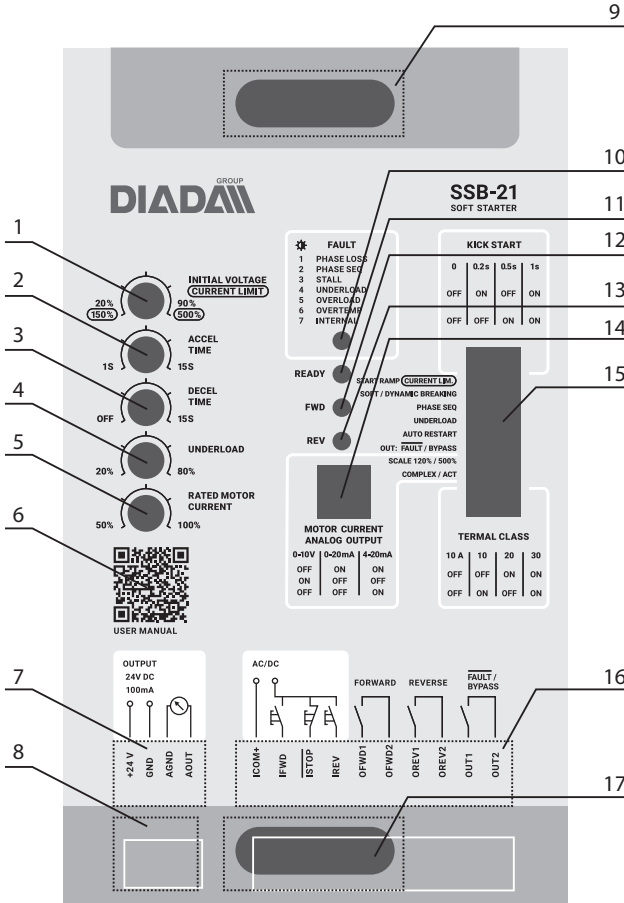 9
10
11
12
13
14
15
16
17
1
2
3
4
5
6
7
8
GROUP
DIADAM
SSB-21
SOFT STARTER
INITIAL VOLTAGE
CURRENT LIMIT
20% 90%
150% 500%
ACCEL
TIME
1S 15S
DECEL
TIME
OFF 15S
UNDERLOAD
20% 80%
RATED MOTOR
CURRENT
50% 100%
USER MANUAL
FAULT
1 PHASE LOSS
2 PHASE SEQ
3 STALL
4 UNDERLOAD
5 OVERLOAD
6 OVERTEMP
7 INTERNAL
READY
FWD
REV
KICK START
0 0.2s 0.5s 1s
OFF ON OFF ON
OFF OFF ON ON
START RAMP CURRENT LIM.
SOFT / DYNAMIC BREAKING
PHASE SEQ
UNDERLOAD
AUTO RESTART
OUT: FAULT / BYPASS
SCALE 120% / 500%
COMPLEX / ACT
MOTOR CURRENT
ANALOG OUTPUT
0-10V 0-20mA 4-20mA
OFF ON ON
ON OFF OFF
OFF OFF ON
TERMAL CLASS
10 A 10 20 30
OFF OFF ON ON
OFF ON OFF ON
OUTPUT
24V DC
100mA
+24 V
GND
AGND
AOUT
AC/DC
FORWARD
REVERSE
FAULT /
BYPASS
ICOM+
IFWD
ISTOP
IREV
OFWD1
OFWD2
OREV1
OREV2
OUT1
OUT2